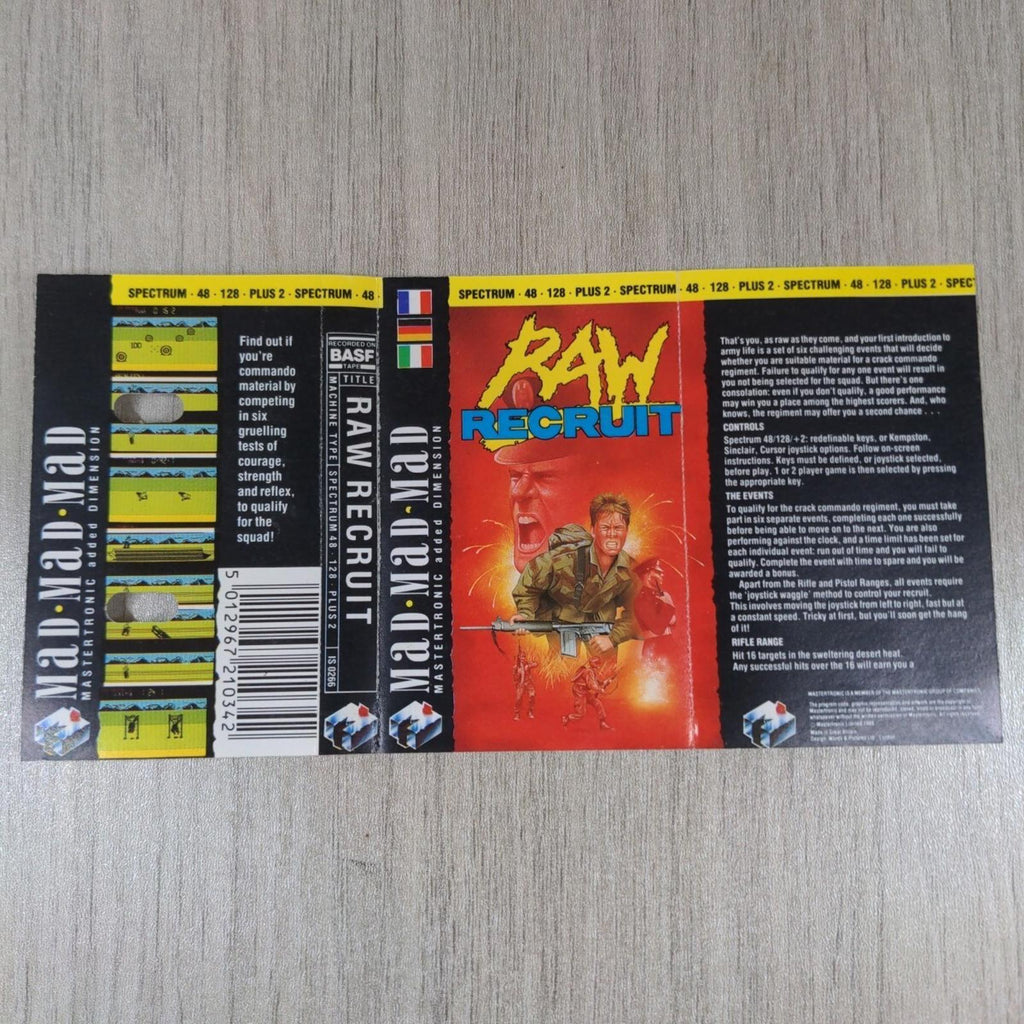 SPECTRUM · 48 · 128 · PLUS 2 · SPECTRUM · 48
MaD·MaD·MaD
MASTERTRONIC added DIMENSION
Find out if
you're
commando
material by
competing
in six
gruelling
tests of
courage,
strength
and reflex,
to qualify
for the
squad!
5 012967 210342
RECORDED ON
BASF
TAPE
TITLE
RAW RECRUIT
MACHINE TYPE SPECTRUM 48 · 128 · PLUS 2
IS 0266
MaD·MaD·MaD
MASTERTRONIC added DIMENSION
SPECTRUM · 48 · 128 · PLUS 2 · SPECTRUM · 48 · 128 · PLUS 2 · SPECTRUM · 48 · 128 · PLUS 2 · SPEC
RAW
RECRUIT
That's you, as raw as they come, and your first introduction to
army life is a set of six challenging events that will decide
whether you are suitable material for a crack commando
regiment. Failure to qualify for any one event will result in
you not being selected for the squad. But there's one
consolation: even if you don't qualify, a good performance
may win you a place among the highest scorers. And, who
knows, the regiment may offer you a second chance . . .
CONTROLS
Spectrum 48/128/+2: redefinable keys, or Kempston,
Sinclair, Cursor joystick options. Follow on-screen
instructions. Keys must be defined, or joystick selected,
before play. 1 or 2 player game is then selected by pressing
the appropriate key.
THE EVENTS
To qualify for the crack commando regiment, you must take
part in six separate events, completing each one successfully
before being able to move on to the next. You are also
performing against the clock, and a time limit has been set for
each individual event: run out of time and you will fail to
qualify. Complete the event with time to spare and you will be
awarded a bonus.
Apart from the Rifle and Pistol Ranges, all events require
the 'joystick waggle' method to control your recruit.
This involves moving the joystick from left to right, fast but at
a constant speed. Tricky at first, but you'll soon get the hang
of it!
RIFLE RANGE
Hit 16 targets in the sweltering desert heat.
Any successful hits over the 16 will earn you a
MASTERTRONIC IS A MEMBER OF THE MASTERTRONIC GROUP OF COMPANIES
The program code, graphic representation and artwork are the copyright of
Made in Great Britain